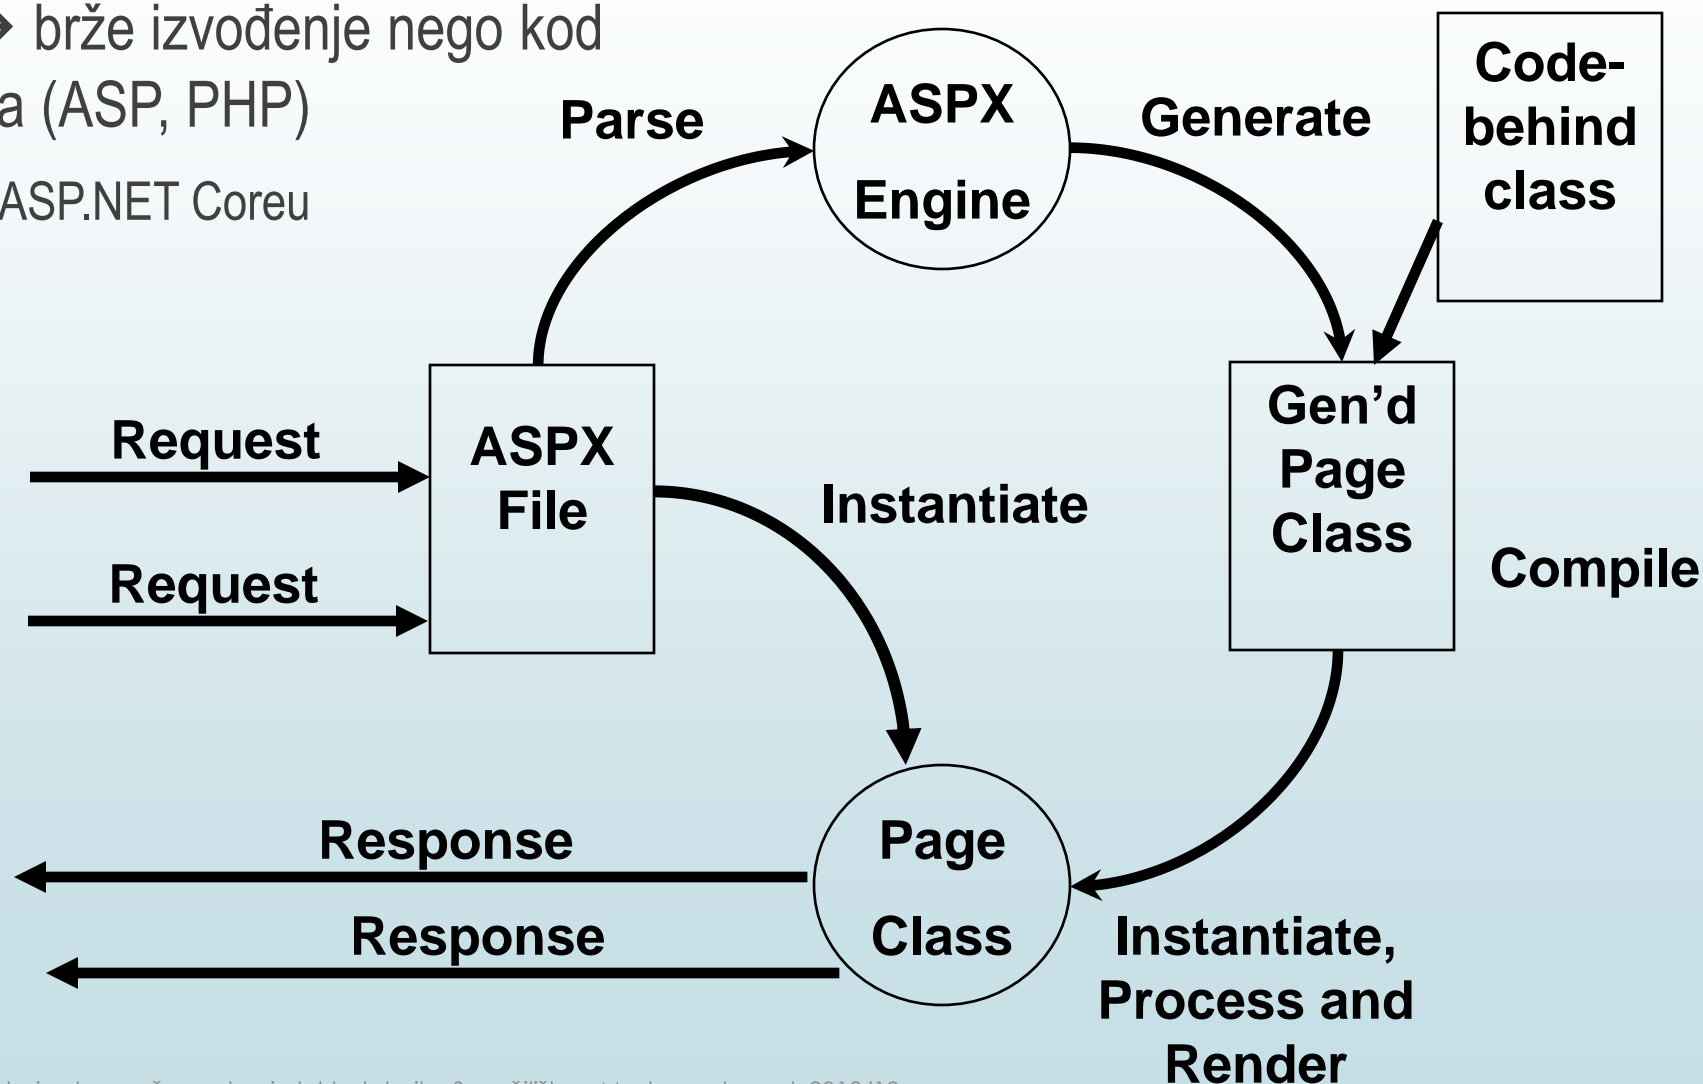 brže izvođenje nego kod
a (ASP, PHP)
ASP.NET Coreu
Parse
ASPX
Engine
Generate
Code-
behind
class
Request
Request
ASPX
File
Instantiate
Gen’d
Page
Class
Compile
Response
Response
Page
Class
Instantiate,
Process and
Render